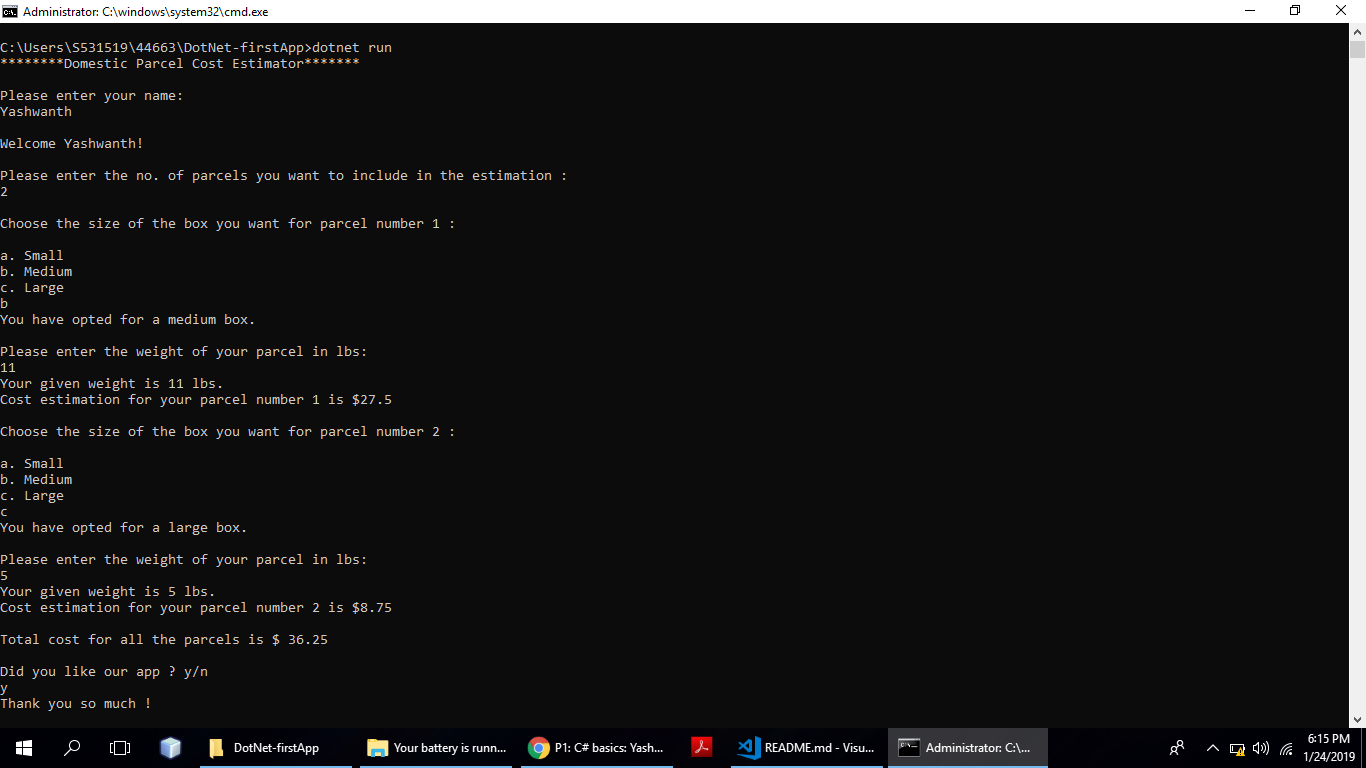 Administrator: C:\windows\system32\cmd.exe
C:\Users\S531519\44663\DotNet-firstApp>dotnet run
********Domestic Parcel Cost Estimator*******
Please enter your name:
Yashwanth
Welcome Yashwanth!
Please enter the no. of parcels you want to include in the estimation :
2
Choose the size of the box you want for parcel number 1 :
a. Small
b. Medium
c. Large
b
You have opted for a medium box.
Please enter the weight of your parcel in lbs:
11
Your given weight is 11 lbs.
Cost estimation for your parcel number 1 is $27.5
Choose the size of the box you want for parcel number 2 :
a. Small
b. Medium
c. Large
c
You have opted for a large box.
Please enter the weight of your parcel in lbs:
5
Your given weight is 5 lbs.
Cost estimation for your parcel number 2 is $8.75
Total cost for all the parcels is $ 36.25
Did you like our app ? y/n
y
Thank you so much !
DotNet-firstApp
Your battery is runn...
P1: C# basics: Yash...
README.md - Visu...
Administrator: C:\...
6:15 PM
1/24/2019